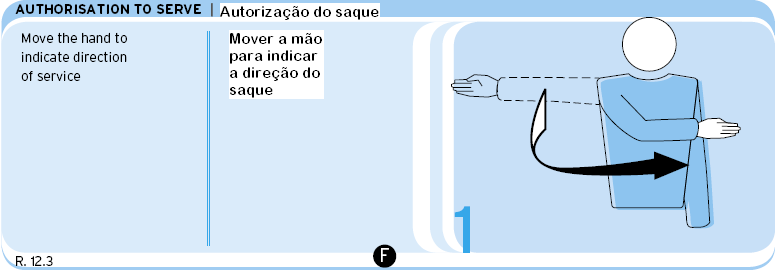 AUTHORISATION TO SERVE | Autorização do saque
Move the hand to
indicate direction
of service
Mover a mão
para indicar
a direção do
saque
1
R. 12.3
F